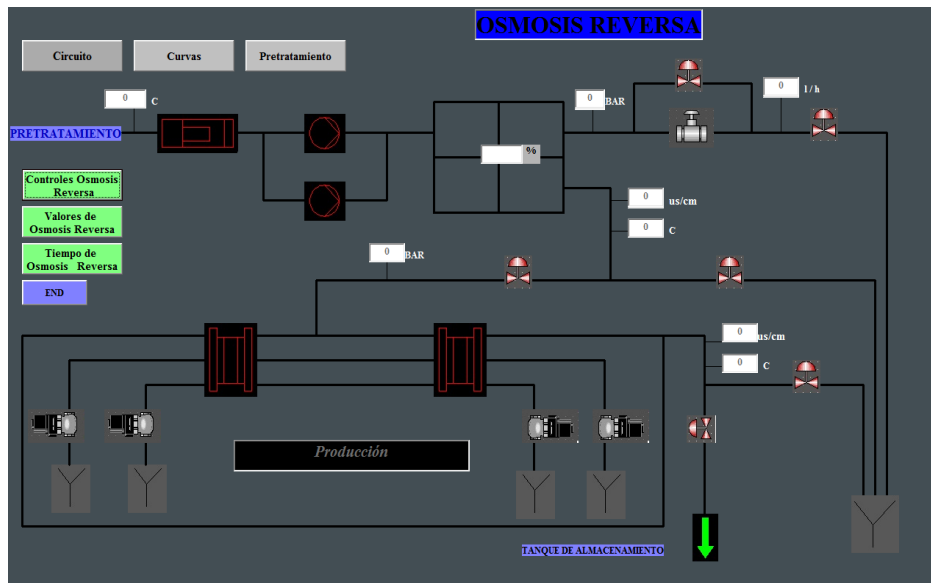 OSMOSIS REVERSA
Circuito
Curvas
Pretratamiento
0 C
0 BAR
0 l/h
PRETRATAMIENTO
%
Controles Osmosis
Reversa
0 us/cm
Valores de
Osmosis Reversa
0 C
Tiempo de
Osmosis Reversa
0 BAR
END
0 us/cm
0 C
Producción
TANQUE DE ALMACENAMIENTO